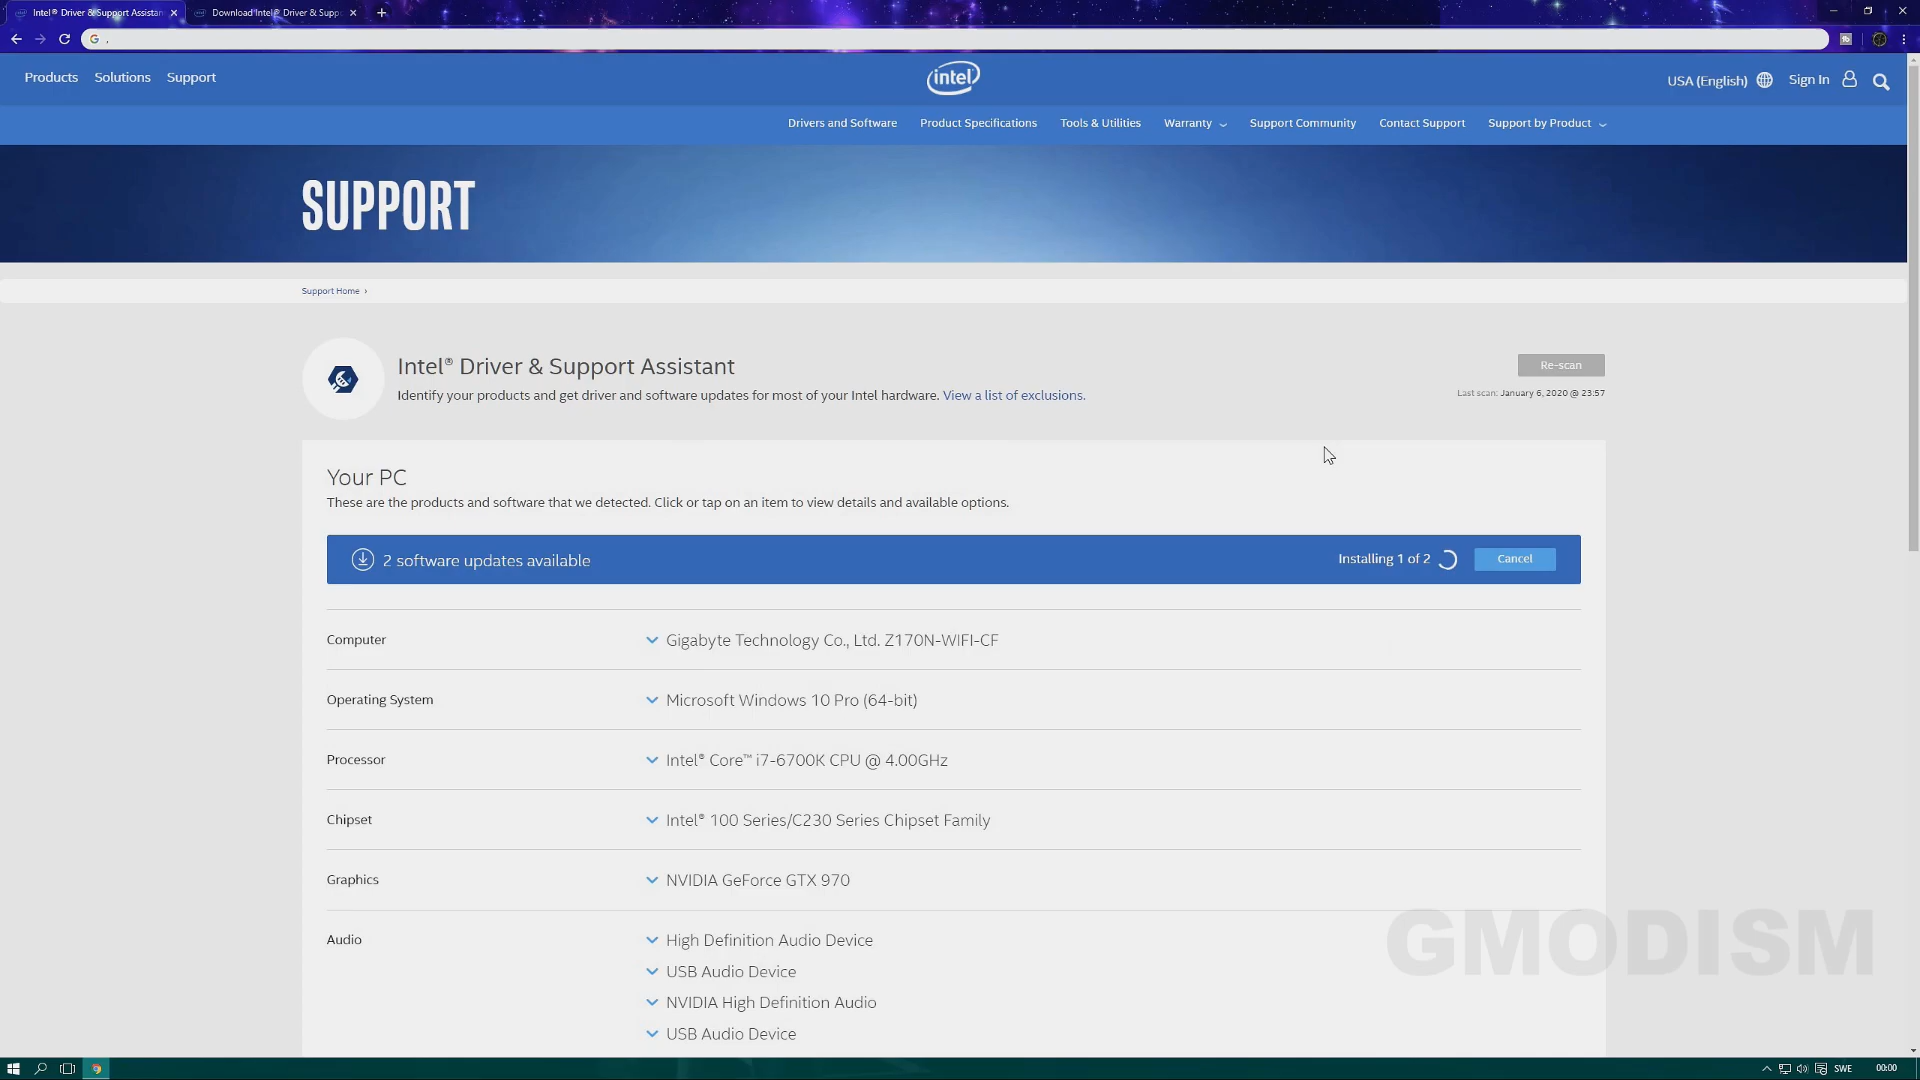 Intel® Driver & Support Assistan
Download Intel® Driver & Supp
Products Solutions Support
intel
USA (English) Sign In
Drivers and Software Product Specifications Tools & Utilities Warranty Support Community Contact Support Support by Product
SUPPORT
Support Home ›
Intel® Driver & Support Assistant
Re-scan
Identify your products and get driver and software updates for most of your Intel hardware. View a list of exclusions.
Last scan: January 6, 2020 @ 23:57
Your PC
These are the products and software that we detected. Click or tap on an item to view details and available options.
2 software updates available Installing 1 of 2 Cancel
Computer Gigabyte Technology Co., Ltd. Z170N-WIFI-CF
Operating System Microsoft Windows 10 Pro (64-bit)
Processor Intel® Core™ i7-6700K CPU @ 4.00GHz
Chipset Intel® 100 Series/C230 Series Chipset Family
Graphics NVIDIA GeForce GTX 970
Audio High Definition Audio Device
USB Audio Device
NVIDIA High Definition Audio
USB Audio Device
GMODISM
SWE 00:00